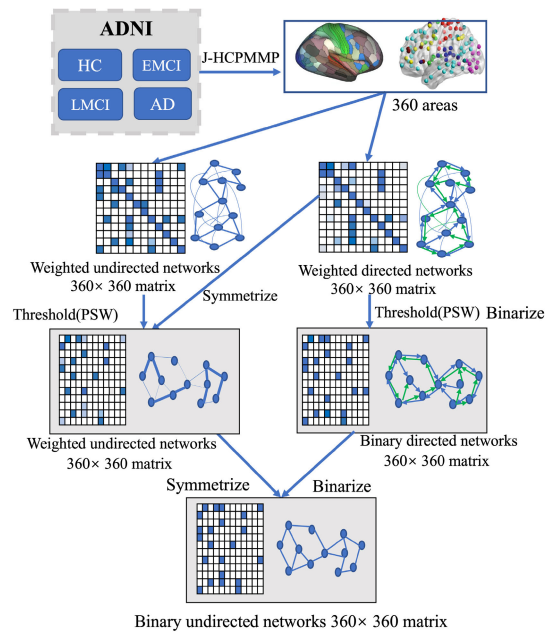 ADNI
HC
EMCI
LMCI
AD
J-HCPMMP
360 areas
Weighted undirected networks
360× 360 matrix
Weighted directed networks
360× 360 matrix
Symmetrize
Threshold(PSW)
Threshold(PSW) Binarize
Weighted undirected networks
360× 360 matrix
Binary directed networks
360× 360 matrix
Symmetrize
Binarize
Binary undirected networks 360× 360 matrix